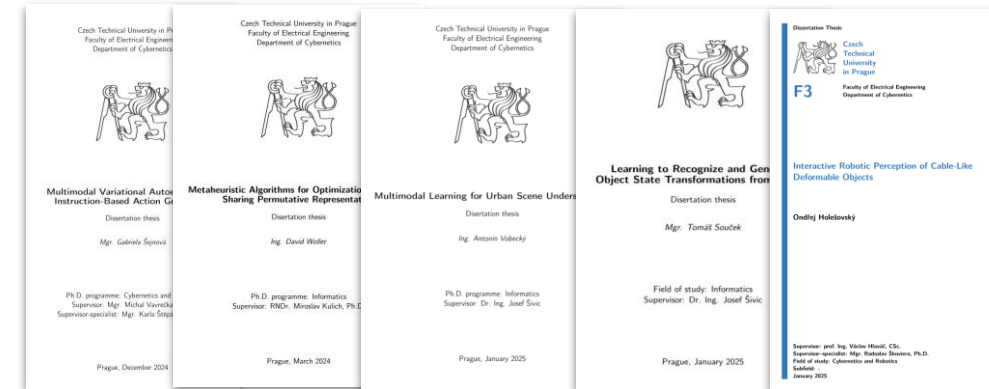 Czech Technical University in P
Faculty of Electrical Engineeri
Department of Cybernetics
Multimodal Variational Autoe
Instruction-Based Action G
Disertation thesis
Mgr. Gabriela Šejnová
Ph.D. programme: Cybernetics and
Supervisor: Mgr. Michal Vavrečka
Supervisor-specialist: Mgr. Karla Štěpá
Prague, December 2024
Czech Technical University in Prague
Faculty of Electrical Engineering
Department of Cybernetics
Metaheuristic Algorithms for Optimizatio
Sharing Permutative Representat
Disertation thesis
Ing. David Woller
Ph.D. programme: Informatics
Supervisor: RNDr. Miroslav Kulich, Ph.D
Prague, March 2024
Czech Technical University in Prague
Faculty of Electrical Engineering
Department of Cybernetics
Multimodal Learning for Urban Scene Unders
Disertation thesis
Ing. Antonín Vobecký
Ph.D. programme: Informatics
Supervisor: Dr. Ing. Josef Šivic
Prague, January 2025
Learning to Recognize and Gen
Object State Transformations from
Disertation thesis
Mgr. Tomáš Souček
Field of study: Informatics
Supervisor: Dr. Ing. Josef Šivic
Prague, January 2025
Dissertation Thesis
Czech
Technical
University
in Prague
F3
Faculty of Electrical Engineering
Department of Cybernetics
Interactive Robotic Perception of Cable-Like
Deformable Objects
Ondřej Holešovský
Supervisor: prof. Ing. Václav Hlaváč, CSc.
Supervisor–specialist: Mgr. Radoslav Škoviera, Ph.D.
Field of study: Cybernetics and Robotics
Subfield: -
January 2025